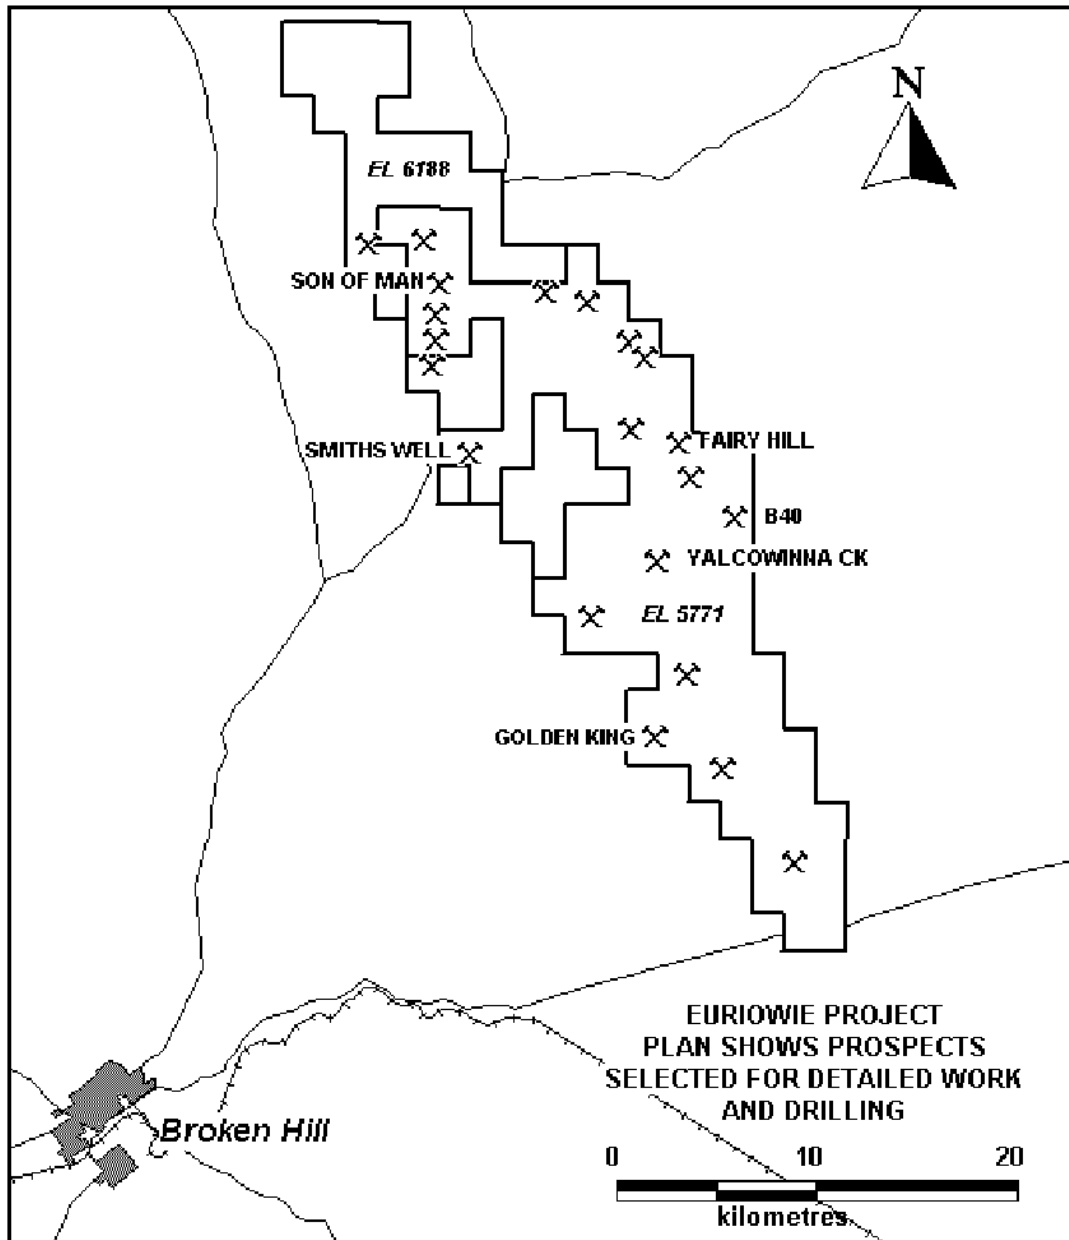 N
EL 6188
SON OF MAN
SMITHS WELL
FAIRY HILL
B40
YALCOWINNA CK
EL 5771
GOLDEN KING
EURIOWIE PROJECT
PLAN SHOWS PROSPECTS
SELECTED FOR DETAILED WORK
AND DRILLING
Broken Hill
0 10 20
kilometres